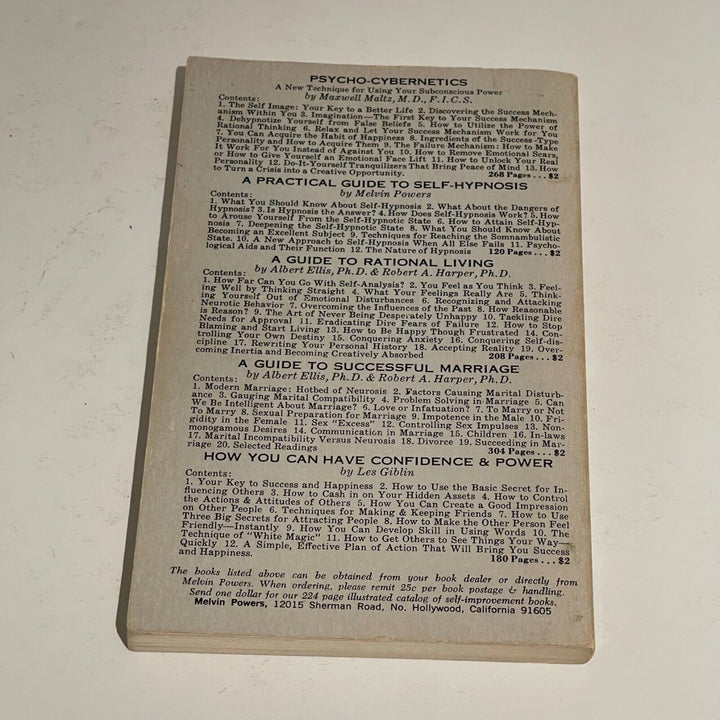 PSYCHO-CYBERNETICS
A New Technique for Using Your Subconscious Power
by Maxwell Maltz, M.D., F.I.C.S.
Contents:
1. The Self Image: Your Key to a Better Life 2. Discovering the Success Mech-
anism Within You 3. Imagination—The First Key to Your Success Mechanism
4. Dehypnotize Yourself from False Beliefs 5. How to Utilize the Power of
Rational Thinking 6. Relax and Let Your Success Mechanism Work for You
7. You Can Acquire the Habit of Happiness 8. Ingredients of the Success-Type
Personality and How to Acquire Them 9. The Failure Mechanism: How to Make
It Work For You Instead of Against You 10. How to Remove Emotional Scars,
or How to Give Yourself an Emotional Face Lift 11. How to Unlock Your Real
Personality 12. Do-It-Yourself Tranquilizers That Bring Peace of Mind 13. How
to Turn a Crisis into a Creative Opportunity. 268 Pages...$2
A PRACTICAL GUIDE TO SELF-HYPNOSIS
by Melvin Powers
Contents:
1. What You Should Know About Self-Hypnosis 2. What About the Dangers of
Hypnosis? 3. Is Hypnosis the Answer? 4. How Does Self-Hypnosis Work? 5. How
to Arouse Yourself From the Self-Hypnotic State 6. How to Attain Self-Hyp-
nosis 7. Deepening the Self-Hypnotic State 8. What You Should Know About
Becoming an Excellent Subject 9. Techniques for Reaching the Somnambulistic
State. 10. A New Approach to Self-Hypnosis When All Else Fails 11. Psycho-
logical Aids and Their Function 12. The Nature of Hypnosis 120 Pages...$2
A GUIDE TO RATIONAL LIVING
by Albert Ellis, Ph.D. & Robert A. Harper, Ph.D.
Contents:
1. How Far Can You Go With Self-Analysis? 2. You Feel as You Think 3. Feel-
ing Well by Thinking Straight 4. What Your Feelings Really Are 5. Think-
ing Yourself Out of Emotional Disturbances 6. Recognizing and Attacking
Neurotic Behavior 7. Overcoming the Influences of the Past 8. How Reasonable
is Reason? 9. The Art of Never Being Desperately Unhappy 10. Tackling Dire
Needs for Approval 11. Eradicating Dire Fears of Failure 12. How to Stop
Blaming and Start Living 13. How to Be Happy Though Frustrated 14. Con-
trolling Your Own Destiny 15. Conquering Anxiety 16. Conquering Self-dis-
cipline 17. Rewriting Your Personal History 18. Accepting Reality 19. Over-
coming Inertia and Becoming Creatively Absorbed 208 Pages...$2
A GUIDE TO SUCCESSFUL MARRIAGE
by Albert Ellis, Ph.D. & Robert A. Harper, Ph.D.
Contents:
1. Modern Marriage: Hotbed of Neurosis 2. Factors Causing Marital Disturb-
ance 3. Gauging Marital Compatibility 4. Problem Solving in Marriage 5. Can
We Be Intelligent About Marriage? 6. Love or Infatuation? 7. To Marry or Not
To Marry 8. Sexual Preparation for Marriage 9. Impotence in the Male 10. Fri-
gidity in the Female 11. Sex "Excess" 12. Controlling Sex Impulses 13. Non-
monogamous Desires 14. Communication in Marriage 15. Children 16. In-laws
17. Marital Incompatibility Versus Neurosis 18. Divorce 19. Succeeding in Mar-
riage 20. Selected Readings 304 Pages...$2
HOW YOU CAN HAVE CONFIDENCE & POWER
by Les Giblin
Contents:
1. Your Key to Success and Happiness 2. How to Use the Basic Secret for In-
fluencing Others 3. How to Cash in on Your Hidden Assets 4. How to Control
the Actions & Attitudes of Others 5. How You Can Create a Good Impression
on Other People 6. Techniques for Making & Keeping Friends 7. How to Use
Three Big Secrets for Attracting People 8. How to Make the Other Person Feel
Friendly—Instantly 9. How You Can Develop Skill in Using Words 10. The
Technique of "White Magic" 11. How to Get Others to See Things Your Way—
Quickly 12. A Simple, Effective Plan of Action That Will Bring You Success
and Happiness. 180 Pages...$2
The books listed above can be obtained from your book dealer or directly from
Melvin Powers. When ordering, please remit 25c per book postage & handling.
Send one dollar for our 224 page illustrated catalog of self-improvement books.
Melvin Powers, 12015 Sherman Road, No. Hollywood, California 91605